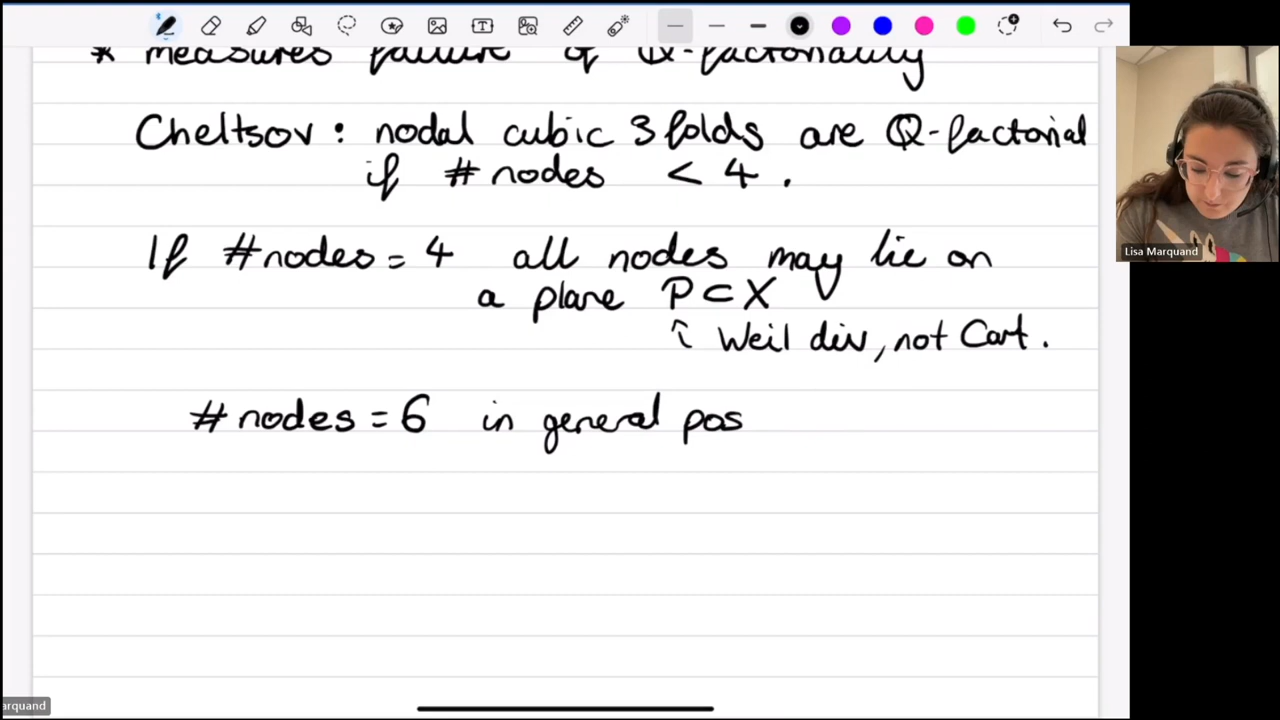 * measures failure of Q-factoriality
Cheltsov : nodal cubic 3folds are Q-factorial
if #nodes < 4 .
If #nodes = 4 all nodes may lie on
a plane P ⊂ X
↑ Weil div, not Cart.
#nodes = 6 in general pos
Lisa Marquand
arquand